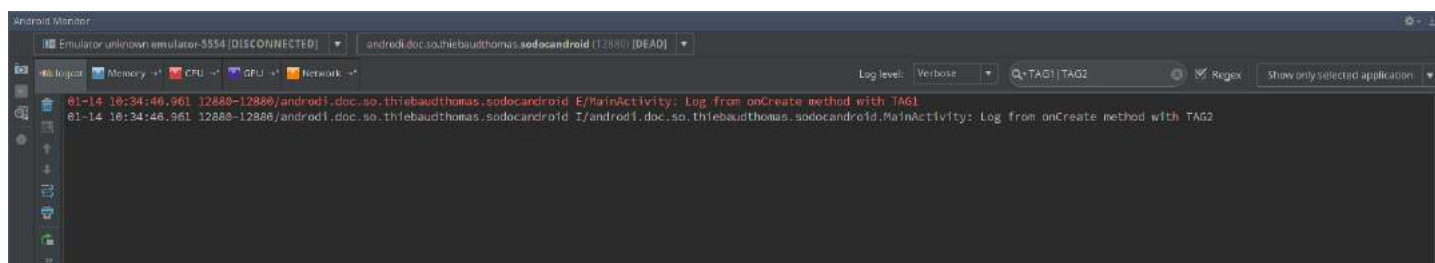 Android Monitor
Emulator unknown emulator-5554 [DISCONNECTED] androdi.doc.so.thiebaudthomas.sodocandroid (12880) [DEAD]
logcat Memory CPU GPU Network Log level: Verbose TAG1|TAG2 Regex Show only selected application
01-14 10:34:46.961 12880-12880/androdi.doc.so.thiebaudthomas.sodocandroid E/MainActivity: Log from onCreate method with TAG1
01-14 10:34:46.961 12880-12880/androdi.doc.so.thiebaudthomas.sodocandroid I/androdi.doc.so.thiebaudthomas.sodocandroid.MainActivity: Log from onCreate method with TAG2